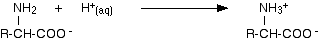 NH2 + H+(aq) NH3+
R-CH-COO- R-CH-COO-